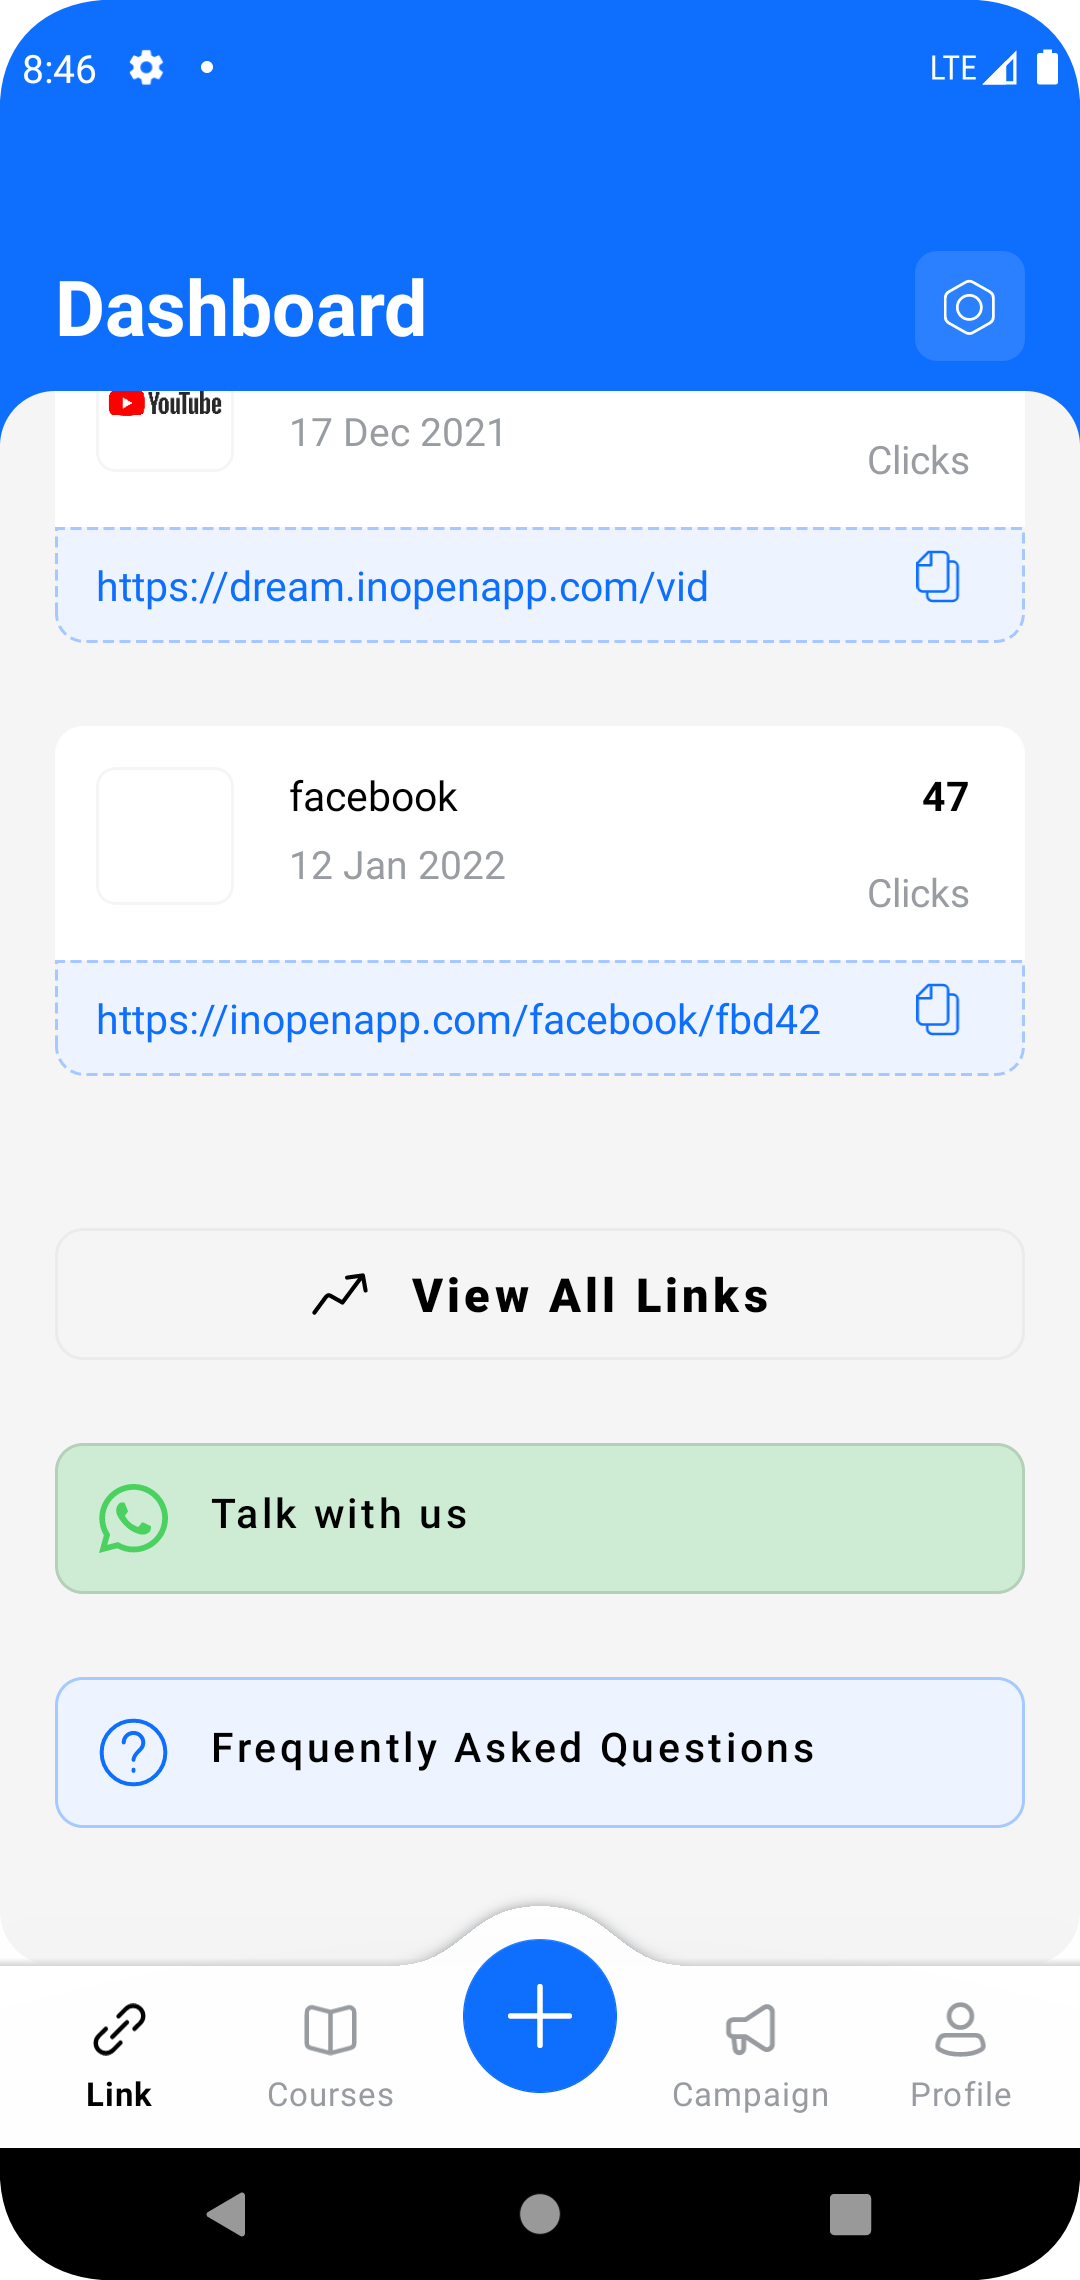 8:46
LTE
Dashboard
YouTube
17 Dec 2021
Clicks
https://dream.inopenapp.com/vid
facebook
47
12 Jan 2022
Clicks
https://inopenapp.com/facebook/fbd42
View All Links
Talk with us
Frequently Asked Questions
Link
Courses
Campaign
Profile